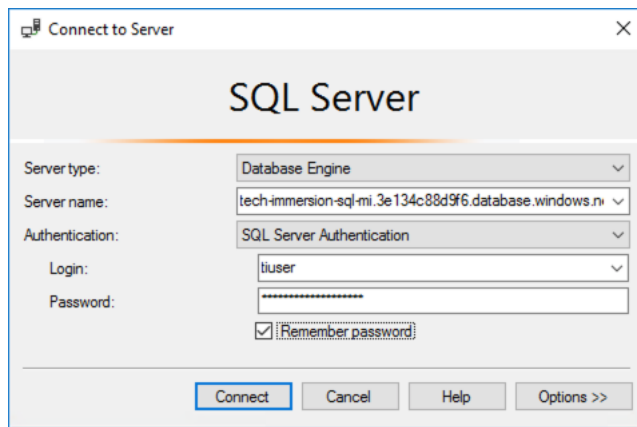 Connect to Server
SQL Server
Server type: Database Engine
Server name: tech-immersion-sql-mi.3e134c88d9f6.database.windows.ne
Authentication: SQL Server Authentication
Login: tiuser
Password: *******************
Remember password
Connect Cancel Help Options >>